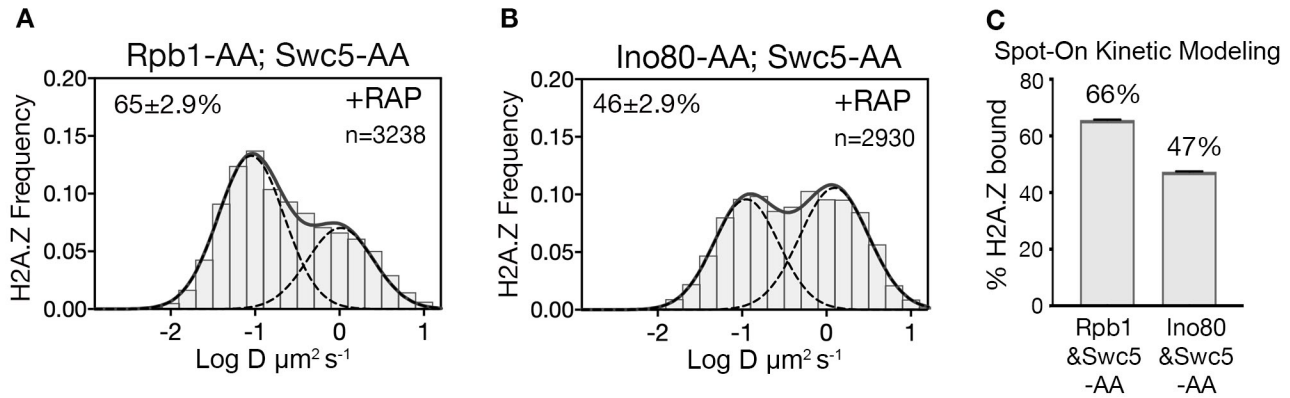 A
Rpb1-AA; Swc5-AA
65±2.9%
+RAP
n=3238
H2A.Z Frequency
0.20
0.15
0.10
0.05
0.00
-2 -1 0 1
Log D μm² s⁻¹
B
Ino80-AA; Swc5-AA
46±2.9%
+RAP
n=2930
H2A.Z Frequency
0.20
0.15
0.10
0.05
0.00
-2 -1 0 1
Log D μm² s⁻¹
C
Spot-On Kinetic Modeling
% H2A.Z bound
80
60
40
20
0
66%
47%
Rpb1
&Swc5
-AA
Ino80
&Swc5
-AA